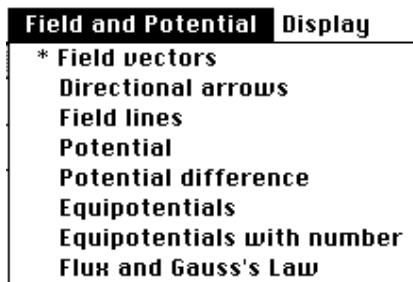 Field and Potential Display
* Field vectors
Directional arrows
Field lines
Potential
Potential difference
Equipotentials
Equipotentials with number
Flux and Gauss's Law